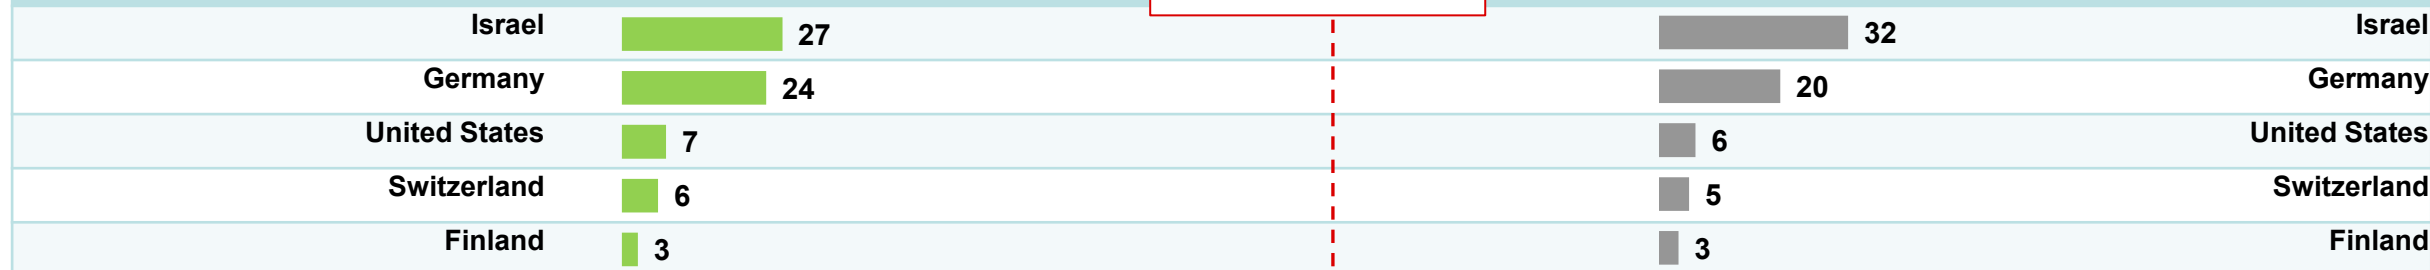 Israel 27 32 Israel
Germany 24 20 Germany
United States 7 6 United States
Switzerland 6 5 Switzerland
Finland 3 3 Finland